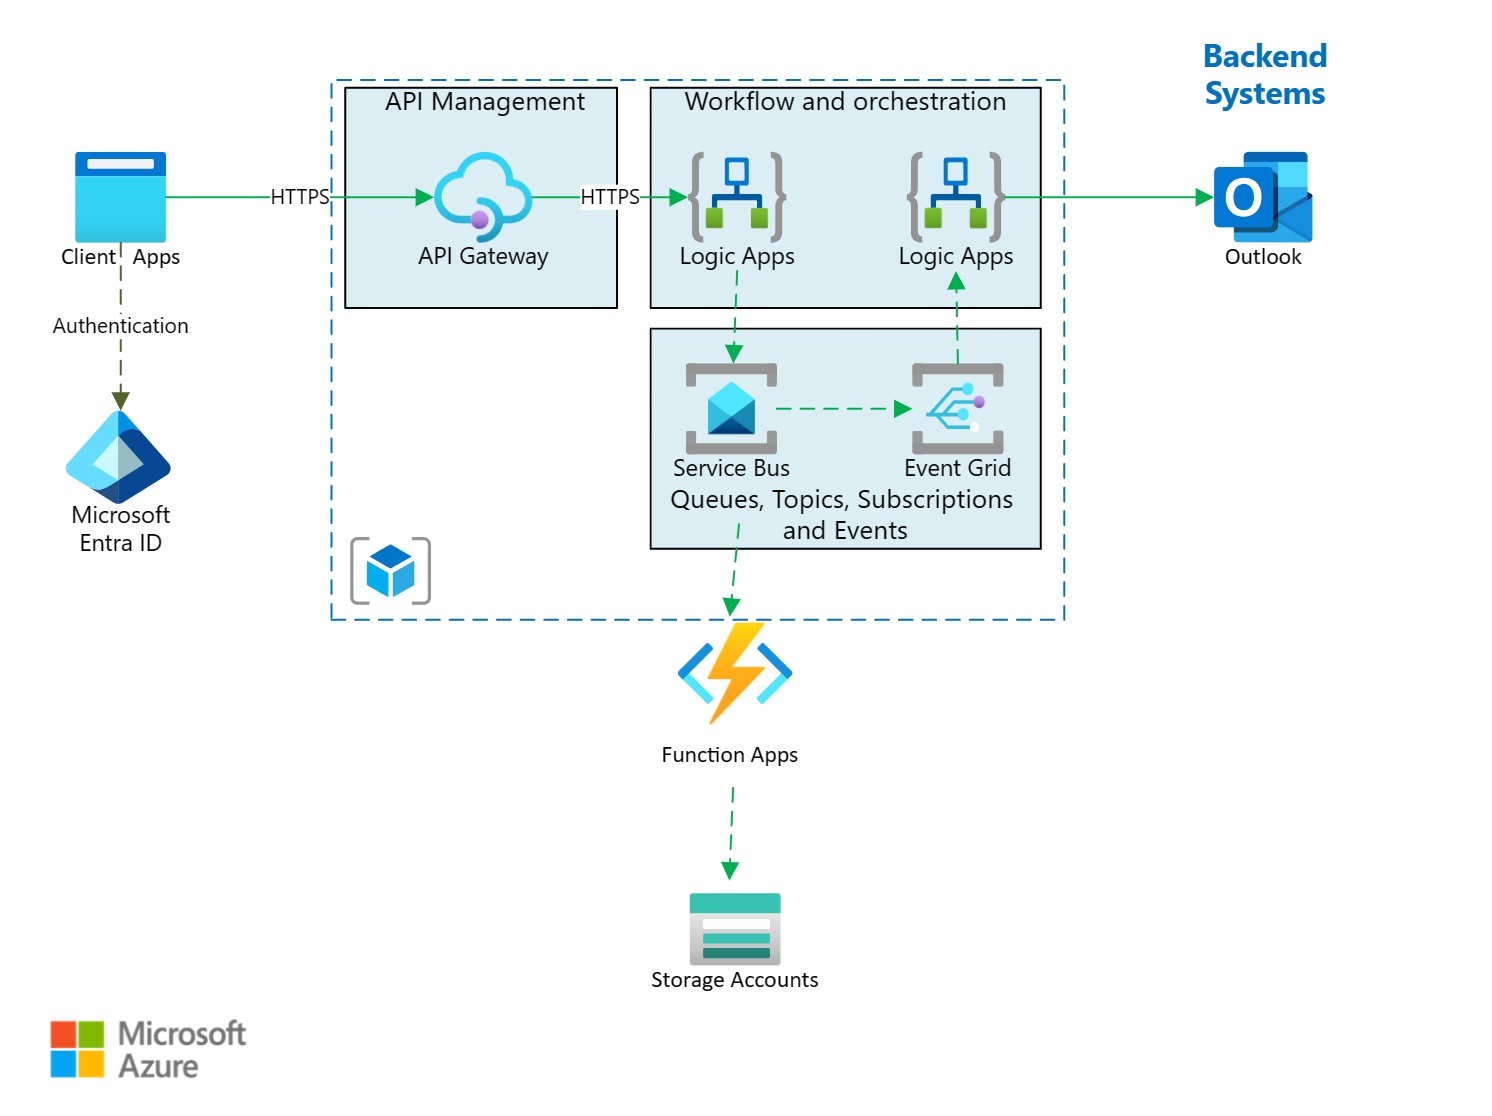 Backend
Systems
API Management
Workflow and orchestration
HTTPS
HTTPS
O
Client Apps
API Gateway
Logic Apps
Logic Apps
Outlook
Authentication
Service Bus
Event Grid
Queues, Topics, Subscriptions
and Events
Microsoft
Entra ID
Function Apps
Storage Accounts
Microsoft
Azure